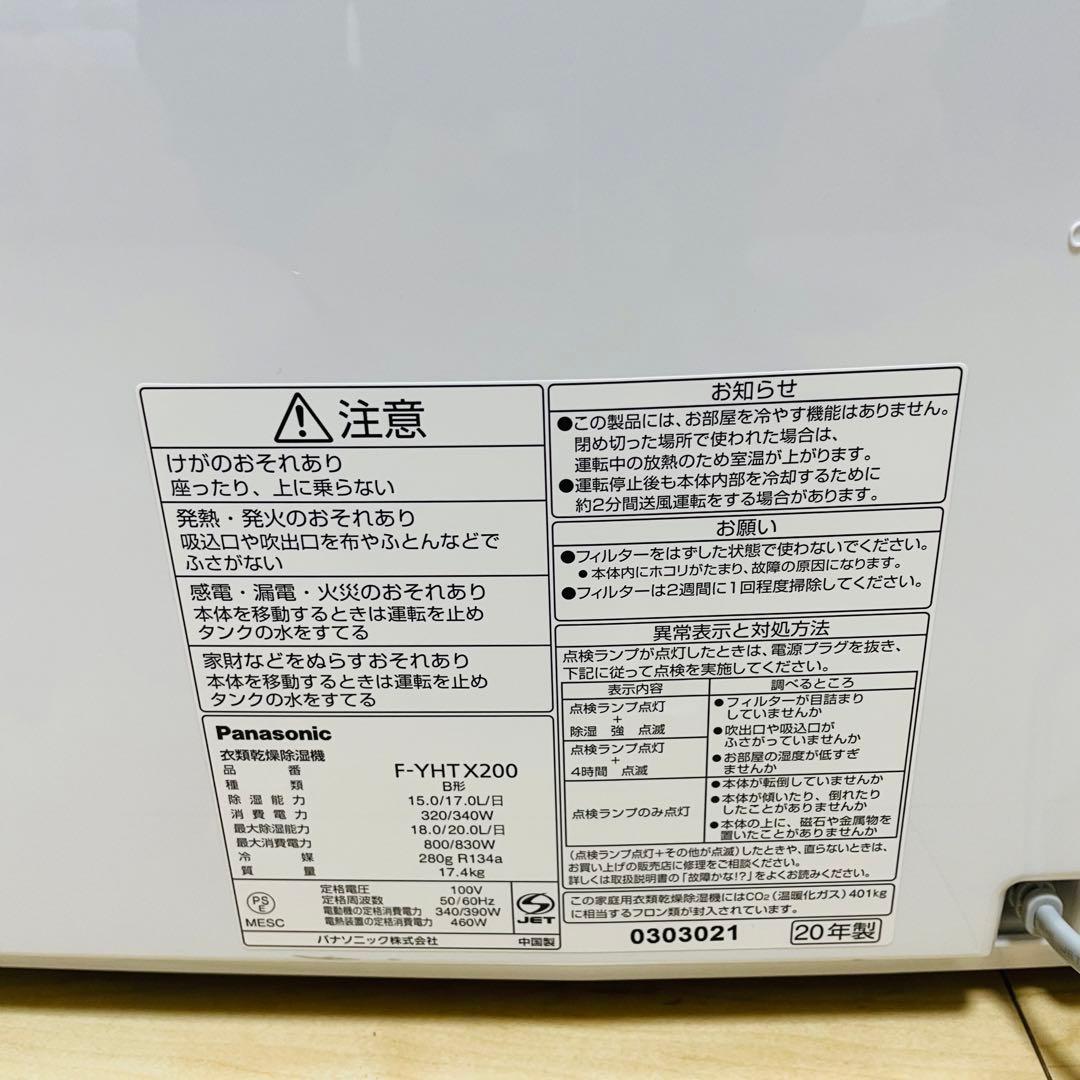 注意
けがのおそれあり
座ったり、上に乗らない
発熱・発火のおそれあり
吸込口や吹出口を布やふとんなどで
ふさがない
感電・漏電・火災のおそれあり
本体を移動するときは運転を止め
タンクの水をすてる
家財などをぬらすおそれあり
本体を移動するときは運転を止め
タンクの水をすてる
Panasonic
衣類乾燥除湿機
品番 F-YHTX200
種類 B形
除湿能力 15.0/17.0L/日
消費電力 320/340W
最大除湿能力 18.0/20.0L/日
最大消費電力 800/830W
冷媒 280g R134a
質量 17.4kg
PSE
MESC
定格電圧 100V
定格周波数 50/60Hz
電動機の定格消費電力 340/390W
電熱装置の定格消費電力 460W
S
JET
パナソニック株式会社 中国製
お知らせ
●この製品には、お部屋を冷やす機能はありません。
閉め切った場所で使われた場合は、
運転中の放熱のため室温が上がります。
●運転停止後も本体内部を冷却するために
約2分間送風運転をする場合があります。
お願い
●フィルターをはずした状態で使わないでください。
●本体内にホコリがたまり、故障の原因になります。
●フィルターは2週間に1回程度掃除してください。
異常表示と対処方法
点検ランプが点灯したときは、電源プラグを抜き、
下記に従って点検を実施してください。
表示内容 調べるところ
点検ランプ点灯
+
除湿 強 点滅
●フィルターが目詰まり
していませんか
●吹出口や吸込口が
ふさがっていませんか
●お部屋の湿度が低すぎ
ませんか
点検ランプ点灯
+
4時間 点滅
点検ランプのみ点灯
●本体が転倒していませんか
●本体が傾いたり、倒れたり
したことがありませんか
●本体の上に、磁石や金属物を
置いたことがありませんか
(点検ランプ点灯+その他が点滅)したときや、直らないときは、
お買い上げの販売店に修理をご相談ください。
詳しくは取扱説明書の「故障かな!?」をよくお読みください。
この家庭用衣類乾燥除湿機にはCO2(温暖化ガス)401kg
に相当するフロン類が封入されています。
0303021 20年製